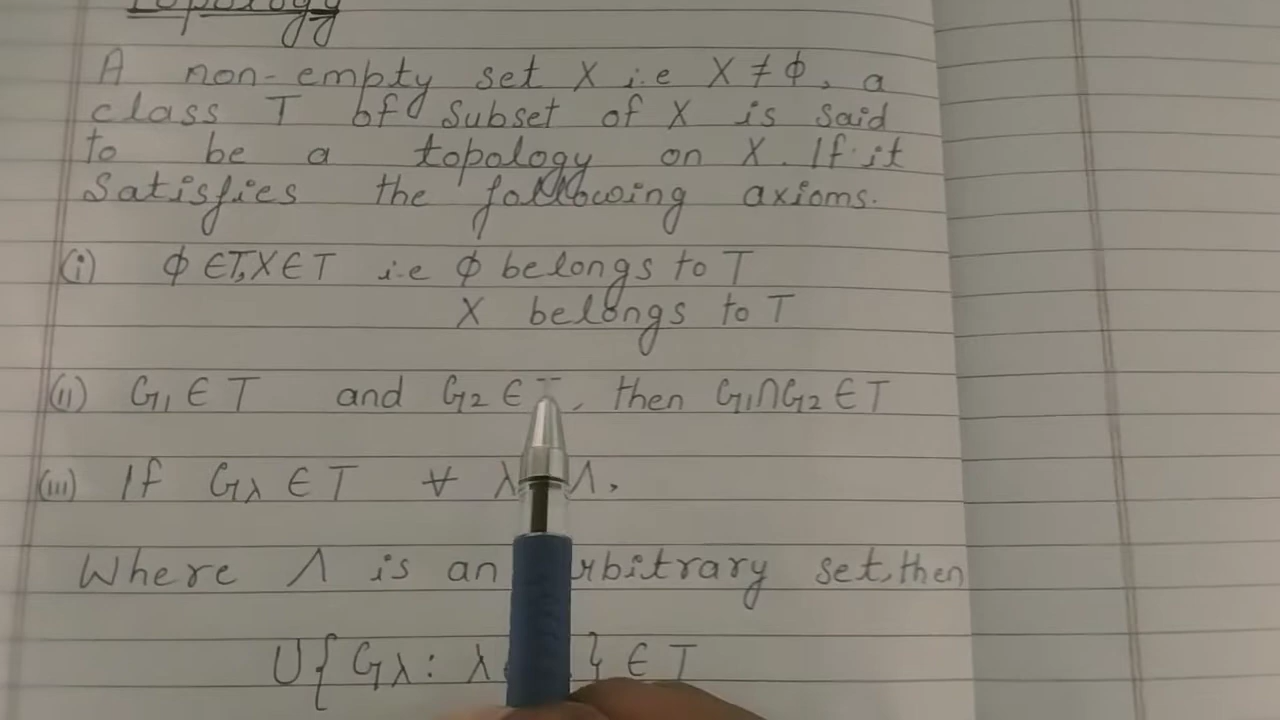 Topology
A non-empty set X i.e X ≠ ϕ, a
class T of Subset of X is said
to be a topology on X. If it
Satisfies the following axioms.
(i) ϕ ∈ T, X ∈ T i.e ϕ belongs to T
X belongs to T
(ii) G₁ ∈ T and G₂ ∈ T, then G₁∩G₂ ∈ T
(iii) If Gλ ∈ T ∀ λ Λ,
Where Λ is an rbitrary set, then
U{Gλ: λ } ∈ T